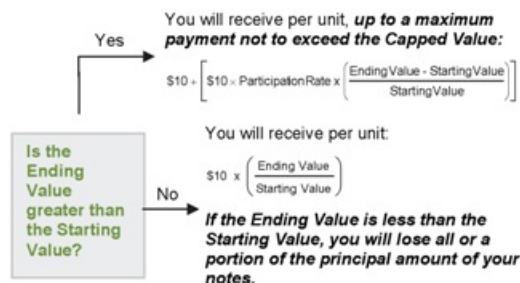 You will receive per unit, up to a maximum
payment not to exceed the Capped Value:
Yes
$10 + [$10 × Participation Rate x (Ending Value - Starting Value / Starting Value)]
You will receive per unit:
Is the
Ending
Value
greater than
the Starting
Value?
No
$10 x (Ending Value / Starting Value)
If the Ending Value is less than the
Starting Value, you will lose all or a
portion of the principal amount of your
notes.